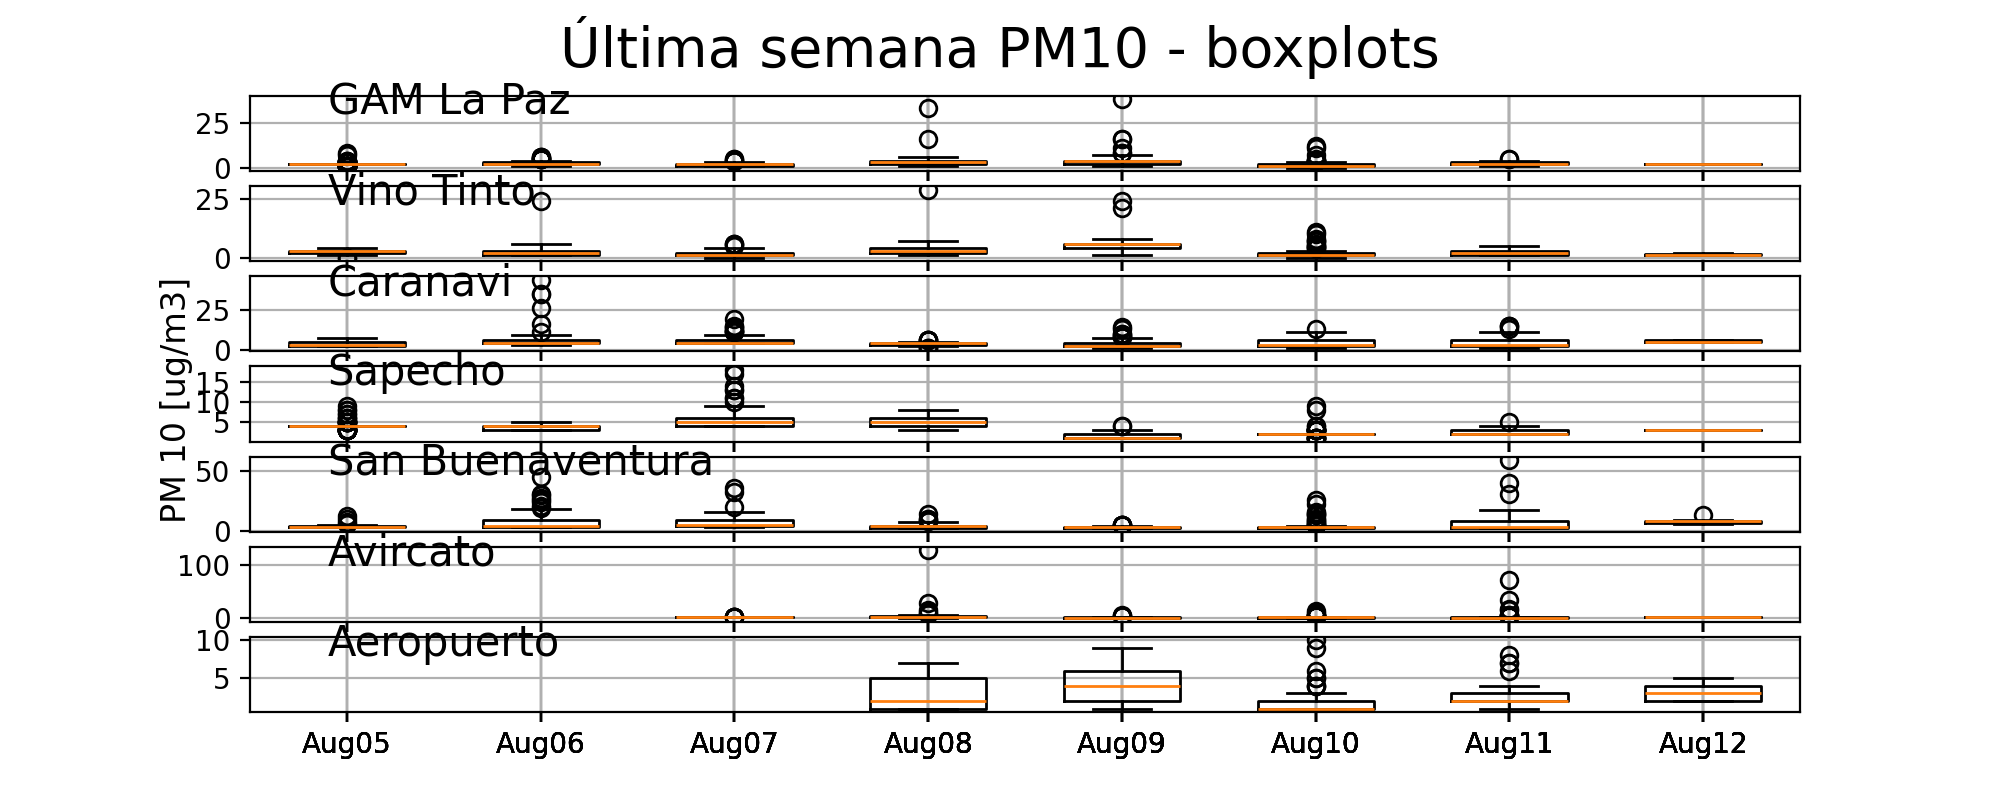 Última semana PM10 - boxplots
GAM La Paz
25
0
Vino Tinto
25
0
Caranavi
25
0
PM 10 [ug/m3]
Sapecho
15
10
5
San Buenaventura
50
0
Avircato
100
0
Aeropuerto
10
5
Aug05 Aug06 Aug07 Aug08 Aug09 Aug10 Aug11 Aug12